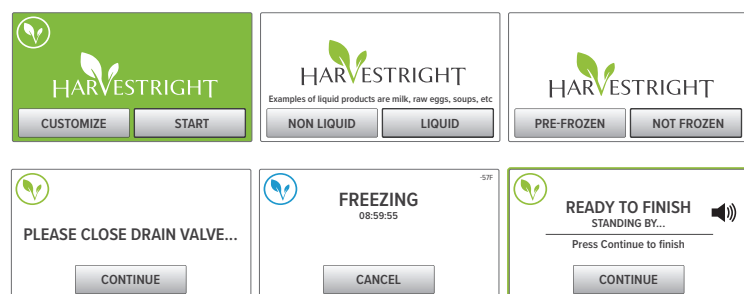 HARVESTRIGHT
CUSTOMIZE
START
HARVESTRIGHT
Examples of liquid products are milk, raw eggs, soups, etc
NON LIQUID
LIQUID
HARVESTRIGHT
PRE-FROZEN
NOT FROZEN
PLEASE CLOSE DRAIN VALVE...
CONTINUE
-57F
FREEZING
08:59:55
CANCEL
READY TO FINISH
STANDING BY...
Press Continue to finish
CONTINUE